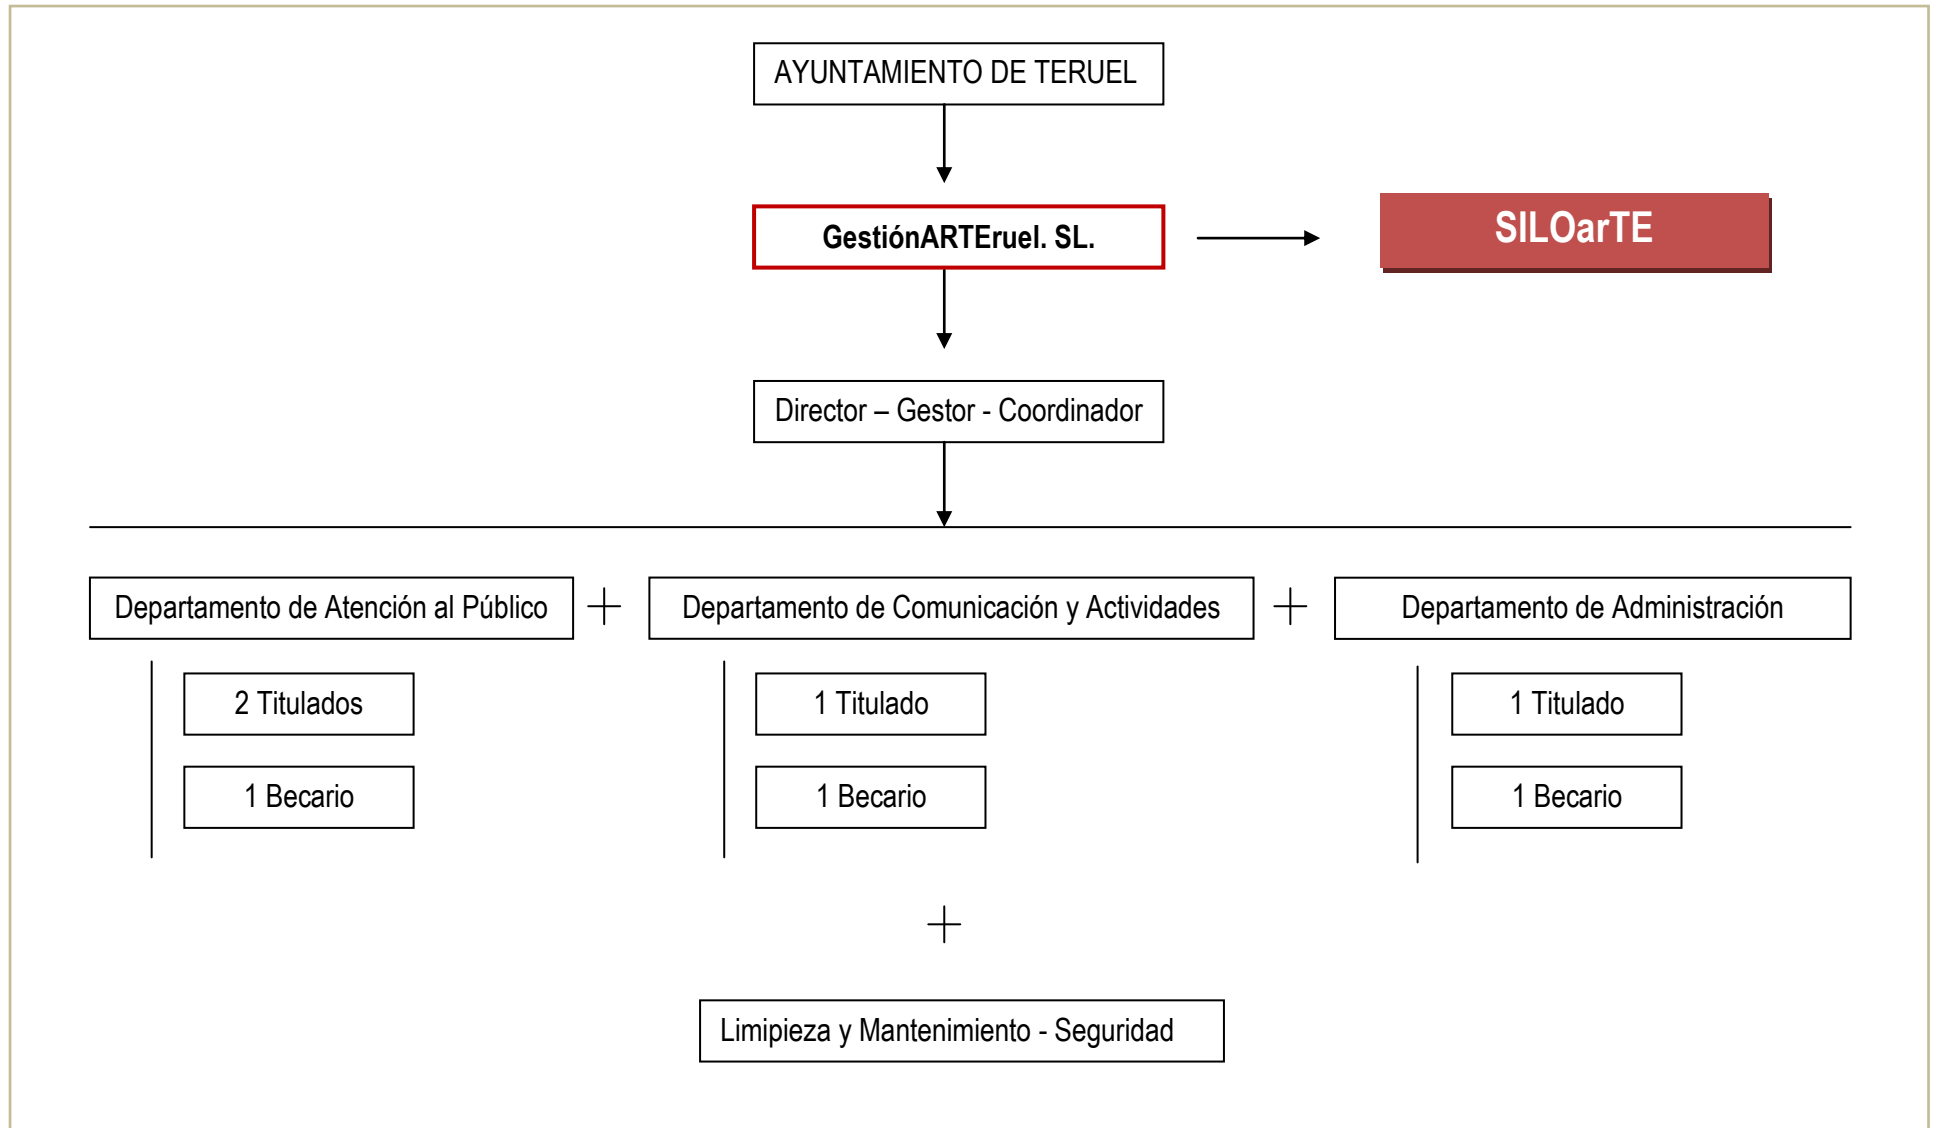 AYUNTAMIENTO DE TERUEL
GestiónARTEruel. SL.
SILOarTE
Director – Gestor - Coordinador
Departamento de Atención al Público
Departamento de Comunicación y Actividades
Departamento de Administración
2 Titulados
1 Titulado
1 Titulado
1 Becario
1 Becario
1 Becario
Limipieza y Mantenimiento - Seguridad